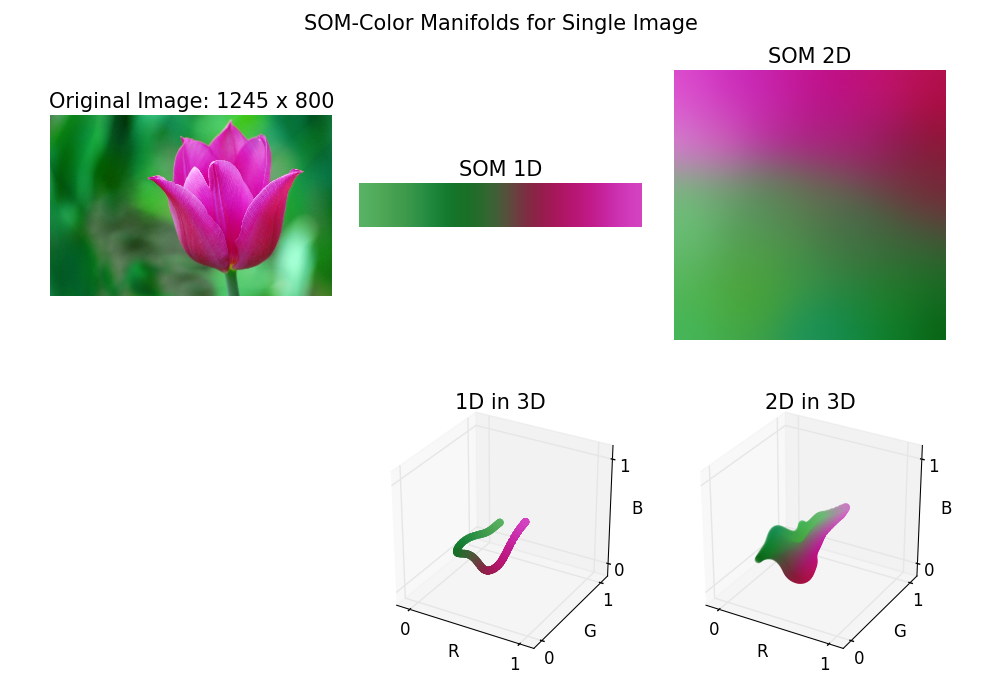 SOM-Color Manifolds for Single Image
SOM 2D
Original Image: 1245 x 800
SOM 1D
1D in 3D
2D in 3D
1
B
0
1
G
0
R
1
0
1
B
0
1
G
0
R
1
0